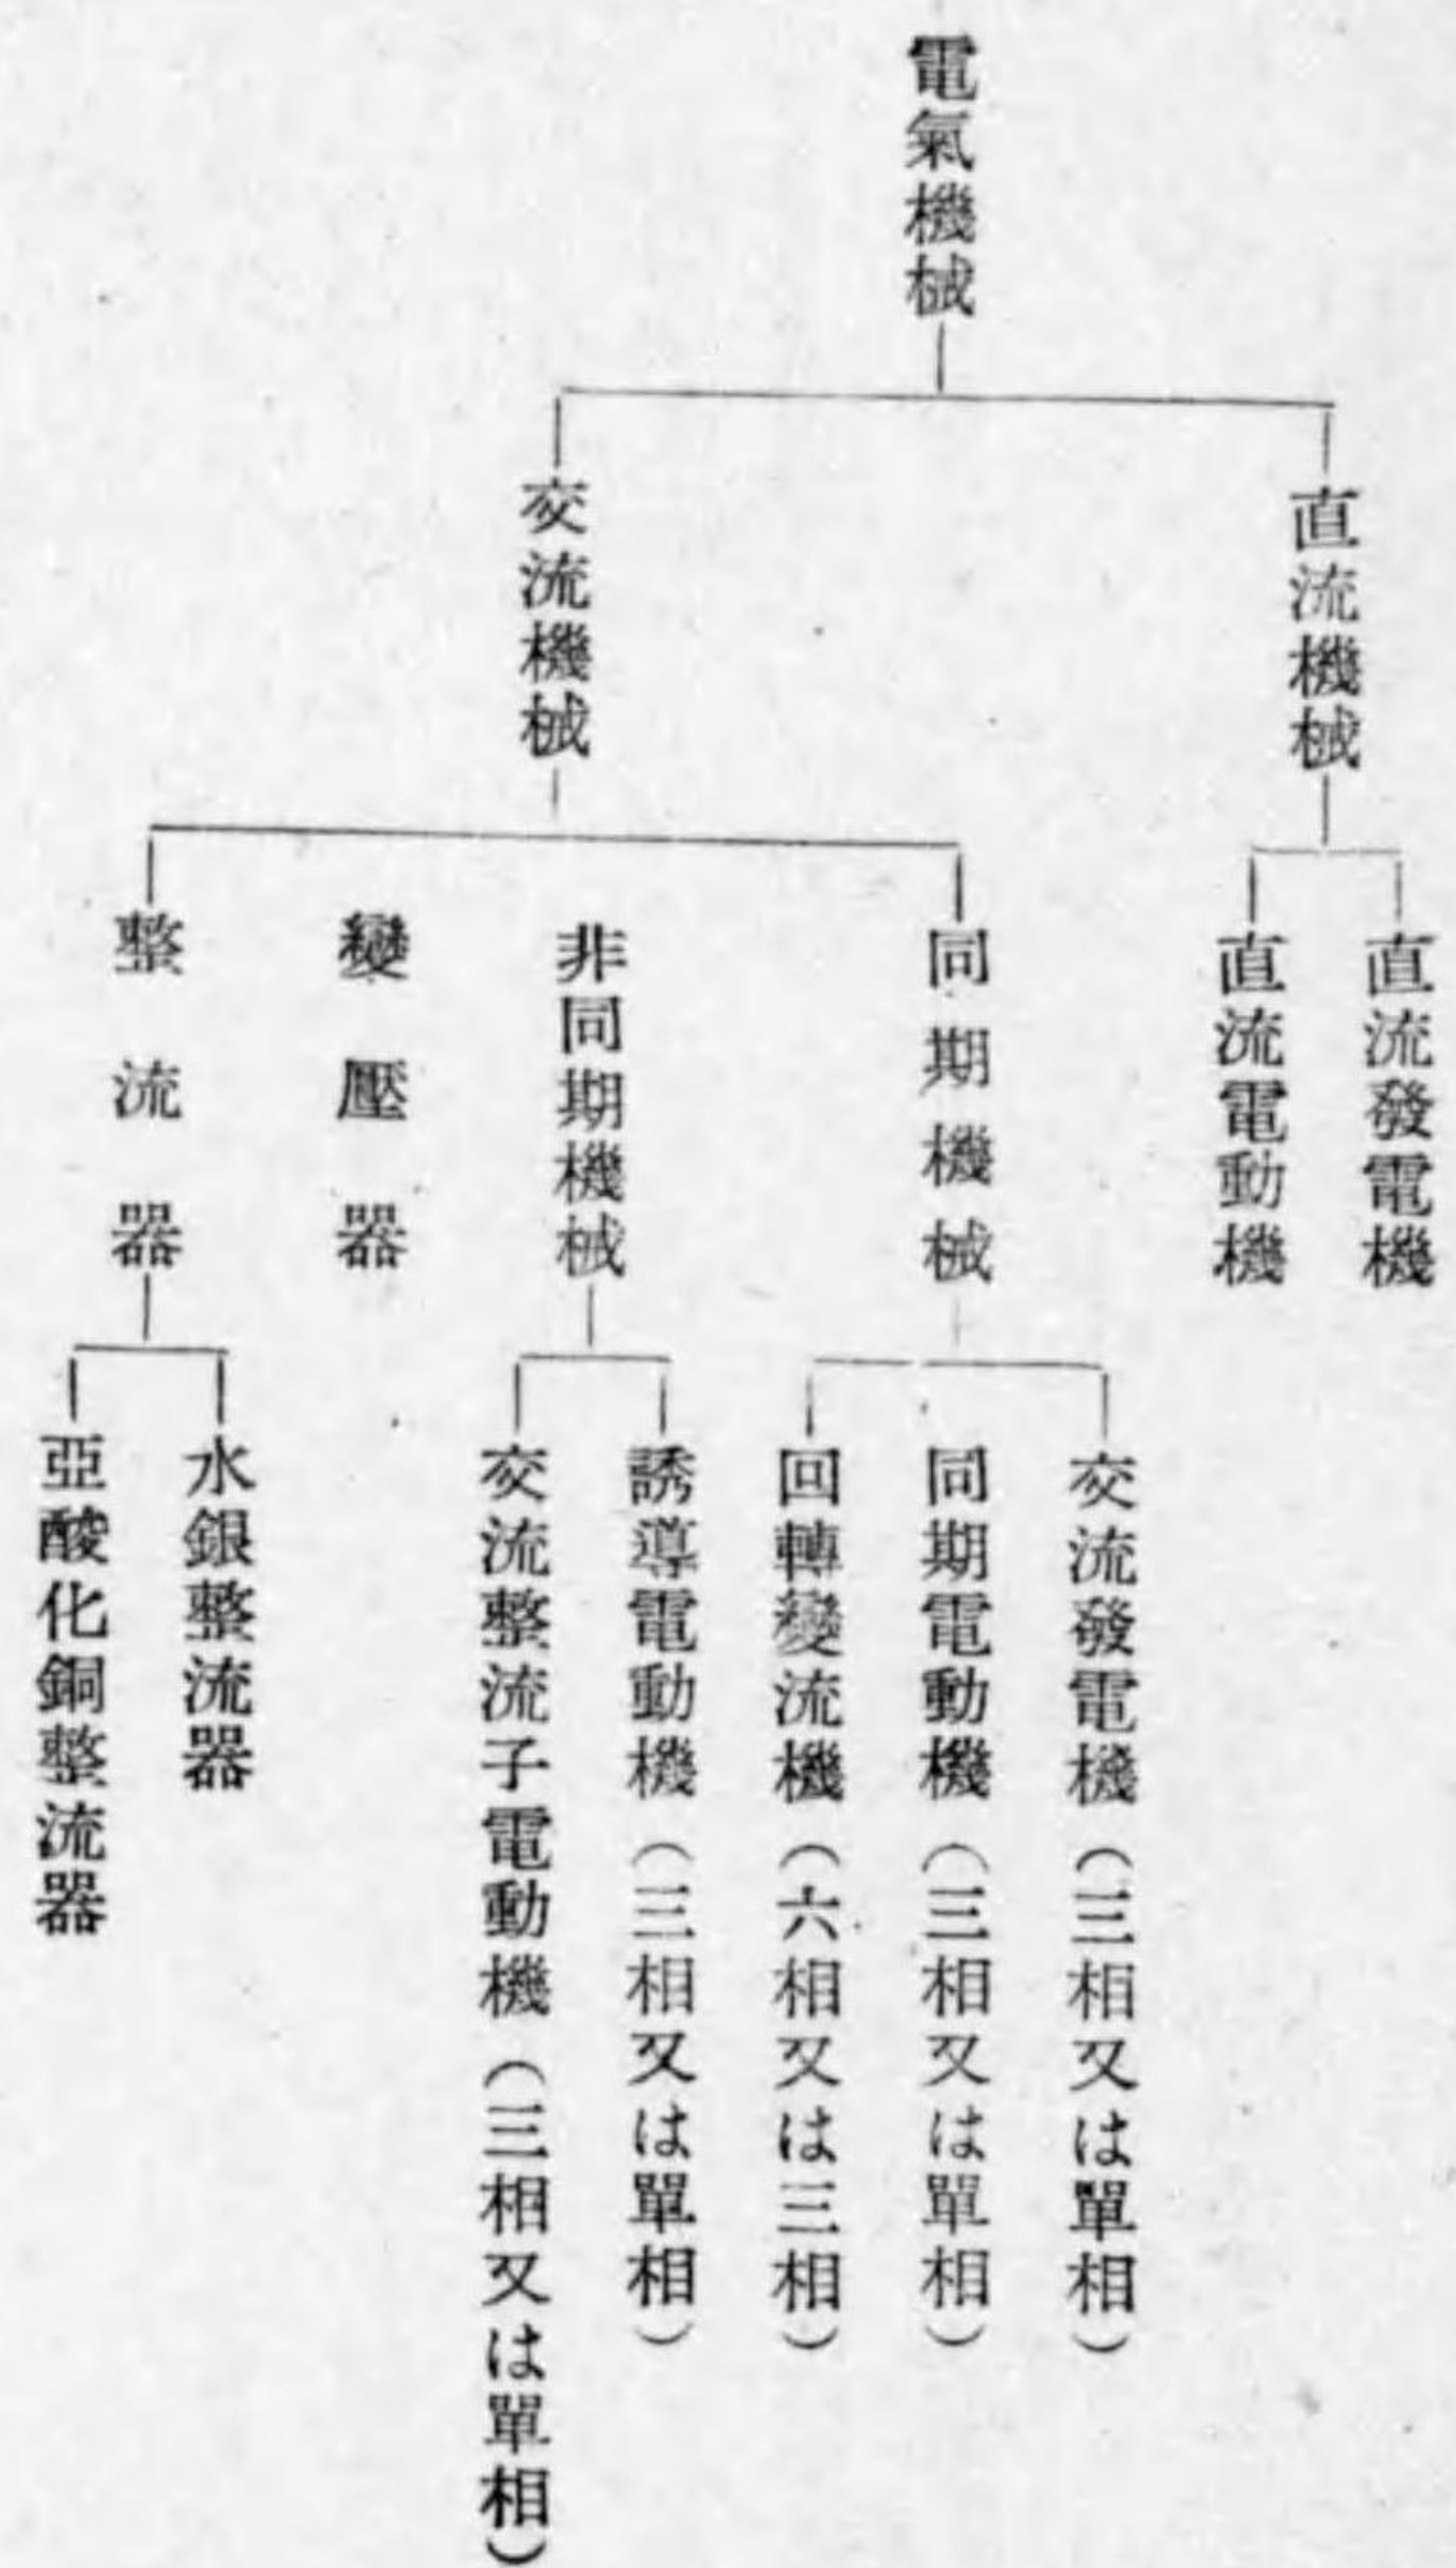 電氣機械
直流機械
直流發電機
直流電動機
交流機械
同期機械
交流發電機（三相又は單相）
同期電動機（三相又は單相）
回轉變流機（六相又は三相）
非同期機械
誘導電動機（三相又は單相）
交流整流子電動機（三相又は單相）
變壓器
整流器
水銀整流器
亞酸化銅整流器